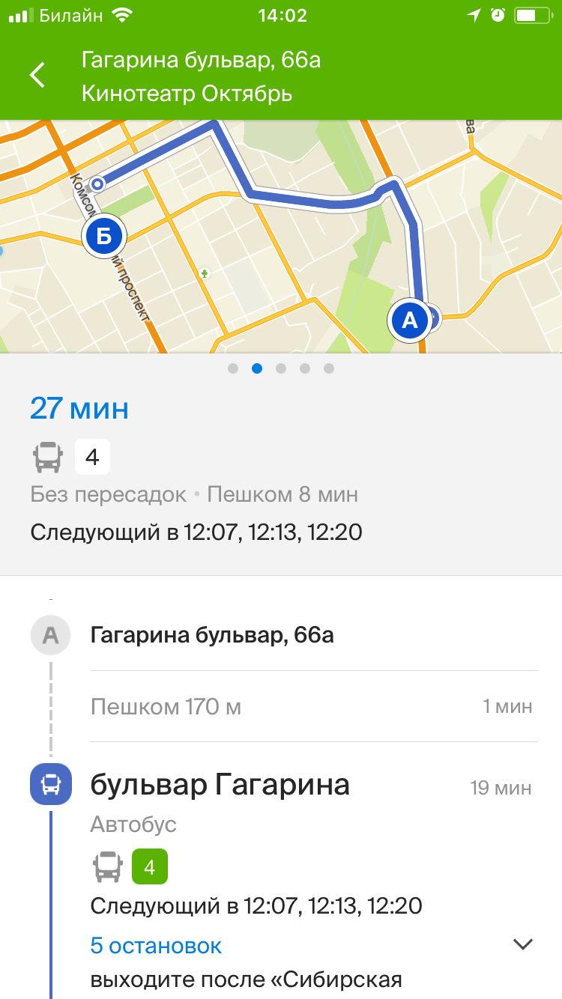 Билайн
14:02
Гагарина бульвар, 66а
Кинотеатр Октябрь
ва
Комсом
Б
ий проспект
А
27 мин
4
Без пересадок • Пешком 8 мин
Следующий в 12:07, 12:13, 12:20
А
Гагарина бульвар, 66а
Пешком 170 м
1 мин
бульвар Гагарина
19 мин
Автобус
4
Следующий в 12:07, 12:13, 12:20
5 остановок
выходите после «Сибирская